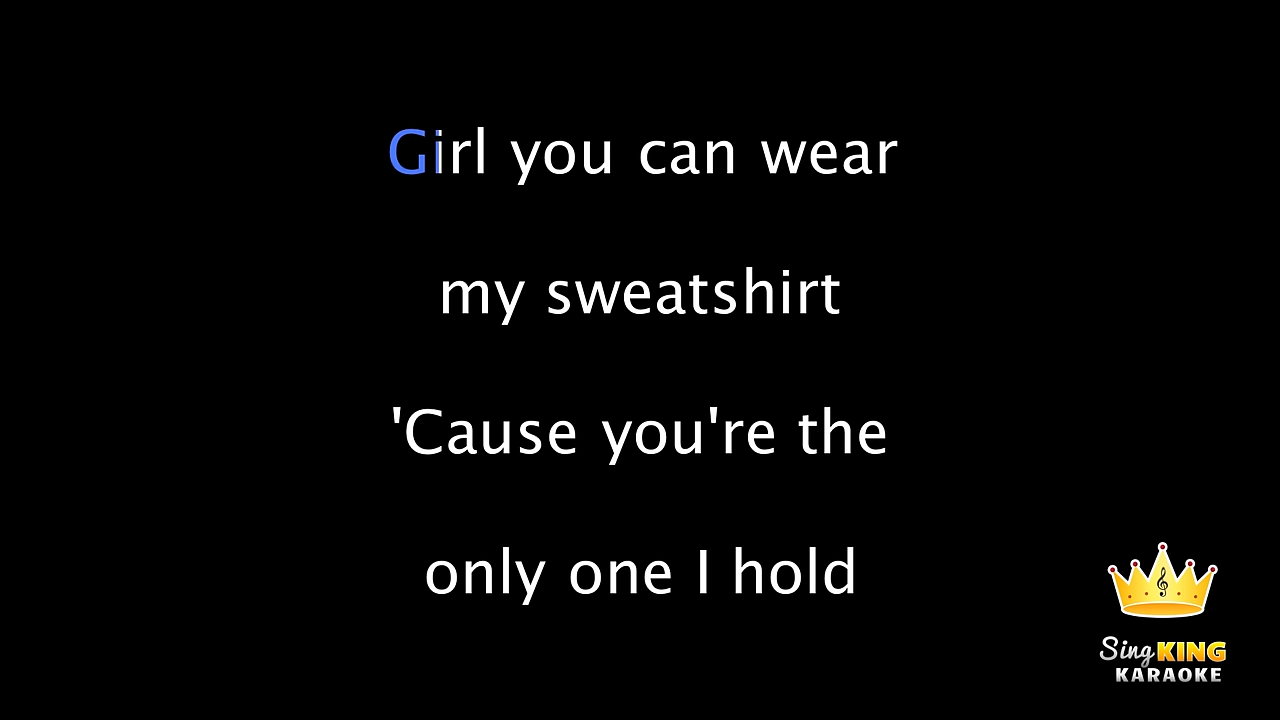 Girl you can wear
my sweatshirt
'Cause you're the
only one I hold
Sing KING
KARAOKE